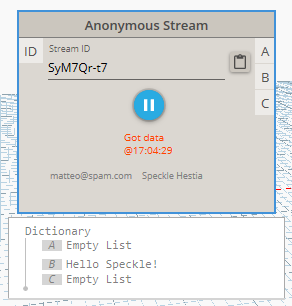 Anonymous Stream
ID
Stream ID
SyM7Qr-t7
A
B
C
Got data
@17:04:29
matteo@spam.com Speckle Hestia
Dictionary
A Empty List
B Hello Speckle!
C Empty List